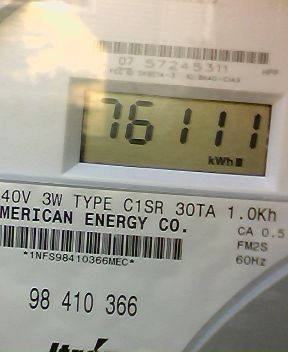 07 57245311
76111
kWh
40V 3W TYPE C1SR 30TA 1.0Kh
MERICAN ENERGY CO.
CA 0.5
FM2S
60Hz
*1NFS98410366MEC*
98 410 366
Itron